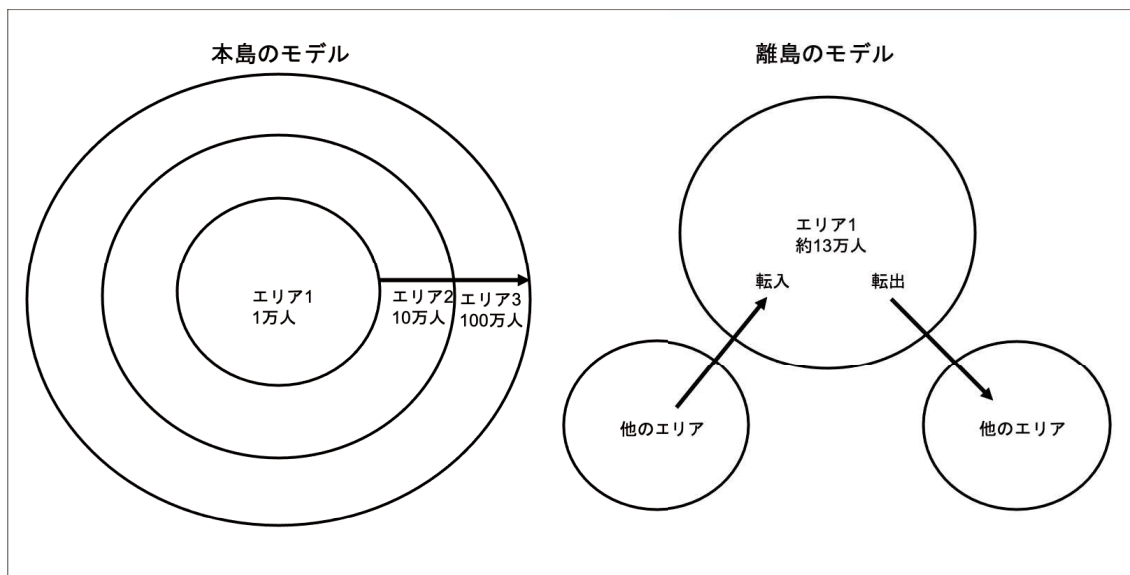 本島のモデル
エリア1
1万人
エリア2
10万人
エリア3
100万人
離島のモデル
エリア1
約13万人
転入
転出
他のエリア
他のエリア